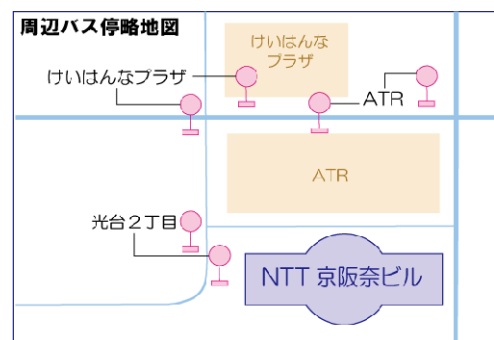 周辺バス停略地図
けいはんな
プラザ
けいはんなプラザ
ATR
ATR
光台2丁目
NTT 京阪奈ビル